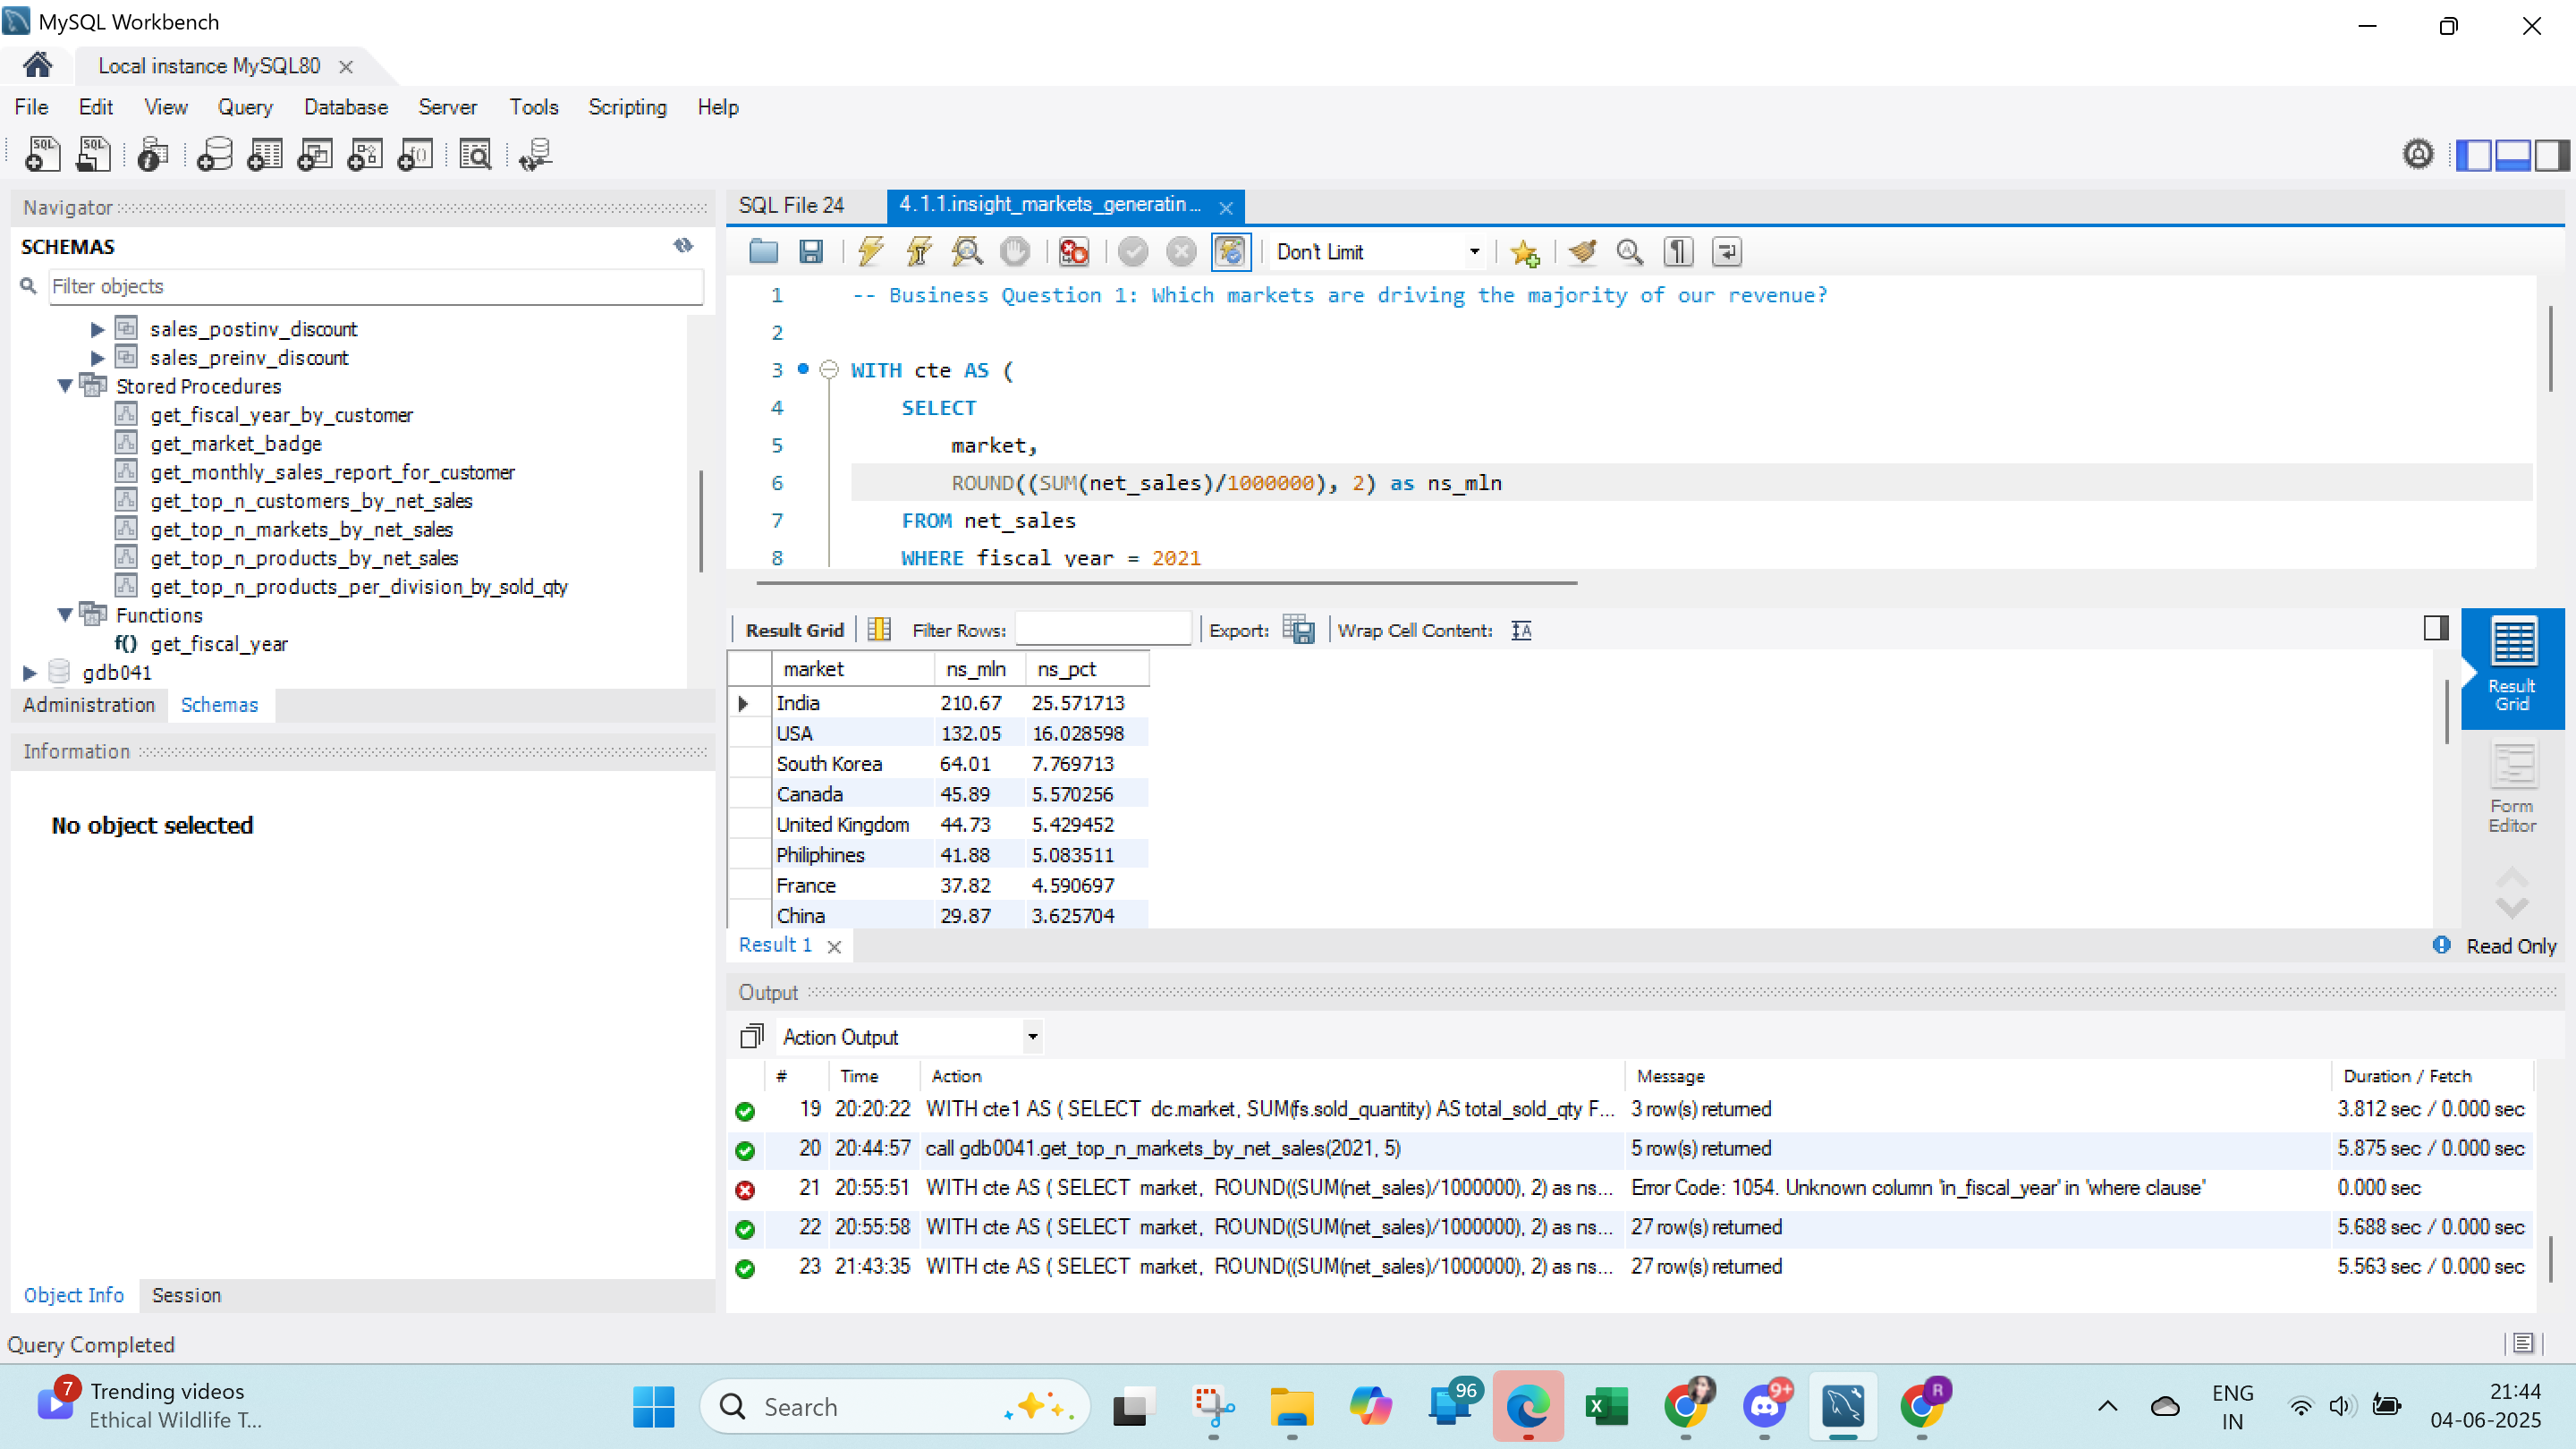 MySQL Workbench
Local instance MySQL80
File Edit View Query Database Server Tools Scripting Help
Navigator
SCHEMAS
Filter objects
sales_postinv_discount
sales_preinv_discount
Stored Procedures
get_fiscal_year_by_customer
get_market_badge
get_monthly_sales_report_for_customer
get_top_n_customers_by_net_sales
get_top_n_markets_by_net_sales
get_top_n_products_by_net_sales
get_top_n_products_per_division_by_sold_qty
Functions
f() get_fiscal_year
gdb041
Administration Schemas
Information
No object selected
Object Info Session
SQL File 24 4.1.1.insight_markets_generatin...
Don't Limit
1 -- Business Question 1: Which markets are driving the majority of our revenue?
2
3 WITH cte AS (
4 SELECT
5 market,
6 ROUND((SUM(net_sales)/1000000), 2) as ns_mln
7 FROM net_sales
8 WHERE fiscal_year = 2021
Result Grid Filter Rows: Export: Wrap Cell Content:
market ns_mln ns_pct
India 210.67 25.571713
USA 132.05 16.028598
South Korea 64.01 7.769713
Canada 45.89 5.570256
United Kingdom 44.73 5.429452
Philiphines 41.88 5.083511
France 37.82 4.590697
China 29.87 3.625704
Result Grid
Form Editor
Result 1
Read Only
Output
Action Output
# Time Action Message Duration / Fetch
19 20:20:22 WITH cte1 AS ( SELECT dc.market, SUM(fs.sold_quantity) AS total_sold_qty F... 3 row(s) returned 3.812 sec / 0.000 sec
20 20:44:57 call gdb0041.get_top_n_markets_by_net_sales(2021, 5) 5 row(s) returned 5.875 sec / 0.000 sec
21 20:55:51 WITH cte AS ( SELECT market, ROUND((SUM(net_sales)/1000000), 2) as ns... Error Code: 1054. Unknown column 'in_fiscal_year' in 'where clause' 0.000 sec
22 20:55:58 WITH cte AS ( SELECT market, ROUND((SUM(net_sales)/1000000), 2) as ns... 27 row(s) returned 5.688 sec / 0.000 sec
23 21:43:35 WITH cte AS ( SELECT market, ROUND((SUM(net_sales)/1000000), 2) as ns... 27 row(s) returned 5.563 sec / 0.000 sec
Query Completed
7
Trending videos
Ethical Wildlife T...
Search
96
9+
R
ENG
IN
21:44
04-06-2025